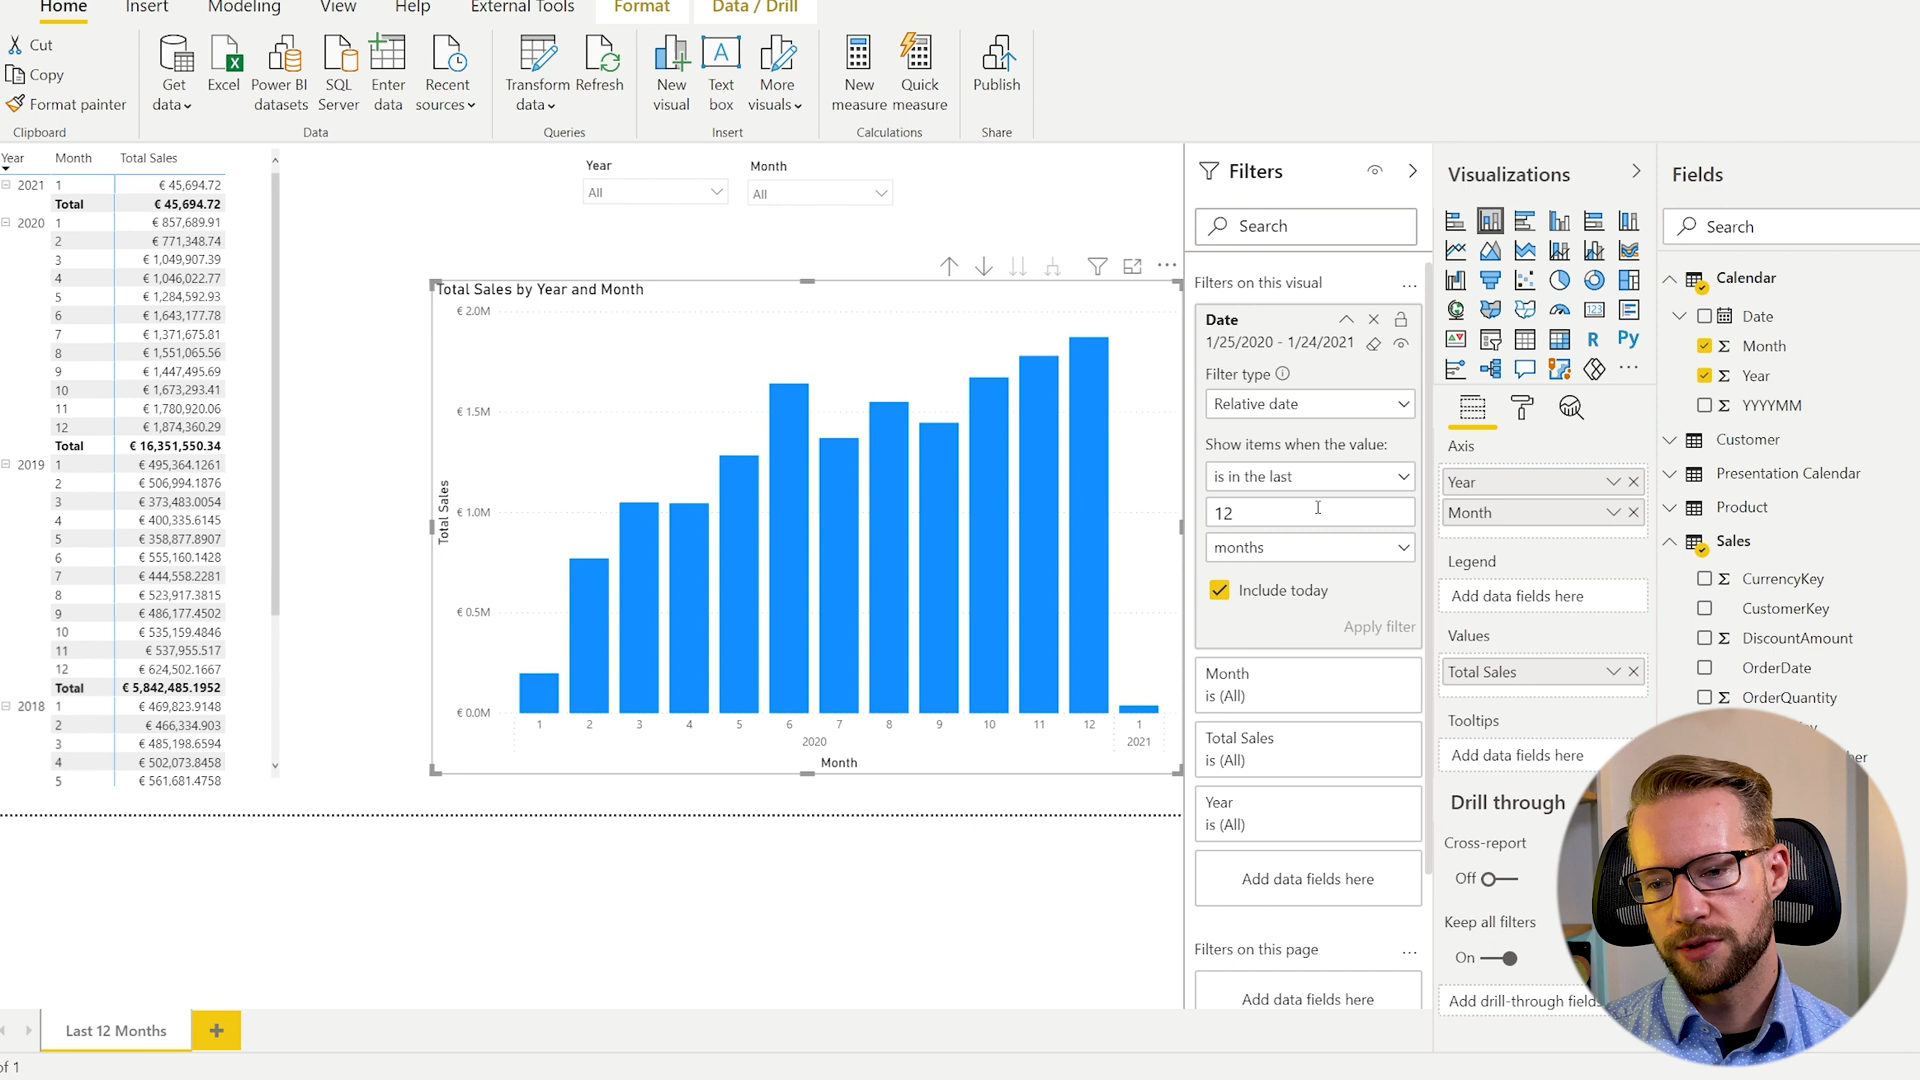 Home
Insert
Modeling
View
Help
External Tools
Format
Data / Drill
Cut
Copy
Format painter
Clipboard
Get data
Excel
Power BI datasets
SQL Server
Enter data
Recent sources
Data
Transform data
Refresh
Queries
New visual
Text box
More visuals
Insert
New measure
Quick measure
Calculations
Publish
Share
Year Month Total Sales
2021 1 € 45,694.72
Total € 45,694.72
2020 1 € 857,689.91
2 € 771,348.74
3 € 1,049,907.39
4 € 1,046,022.77
5 € 1,284,592.93
6 € 1,643,177.78
7 € 1,371,675.81
8 € 1,551,065.56
9 € 1,447,495.69
10 € 1,673,293.41
11 € 1,780,920.06
12 € 1,874,360.29
Total € 16,351,550.34
2019 1 € 495,364.1261
2 € 506,994.1876
3 € 373,483.0054
4 € 400,335.6145
5 € 358,877.8907
6 € 555,160.1428
7 € 444,558.2281
8 € 523,917.3815
9 € 486,177.4502
10 € 535,159.4846
11 € 537,955.517
12 € 624,502.1667
Total € 5,842,485.1952
2018 1 € 469,823.9148
2 € 466,334.903
3 € 485,198.6594
4 € 502,073.8458
5 € 561,681.4758
Year
All
Month
All
Total Sales by Year and Month
€ 2.0M
€ 1.5M
€ 1.0M
€ 0.5M
€ 0.0M
Total Sales
1 2 3 4 5 6 7 8 9 10 11 12 1
2020 2021
Month
Filters
Search
Filters on this visual
Date
1/25/2020 - 1/24/2021
Filter type
Relative date
Show items when the value:
is in the last
12
months
Include today
Apply filter
Month
is (All)
Total Sales
is (All)
Year
is (All)
Add data fields here
Filters on this page
Add data fields here
Visualizations
R Py
123
Axis
Year
Month
Legend
Add data fields here
Values
Total Sales
Tooltips
Add data fields here
Drill through
Cross-report
Off
Keep all filters
On
Add drill-through fields
Fields
Search
Calendar
Date
Month
Year
YYYYMM
Customer
Presentation Calendar
Product
Sales
CurrencyKey
CustomerKey
DiscountAmount
OrderDate
OrderQuantity
Last 12 Months
of 1